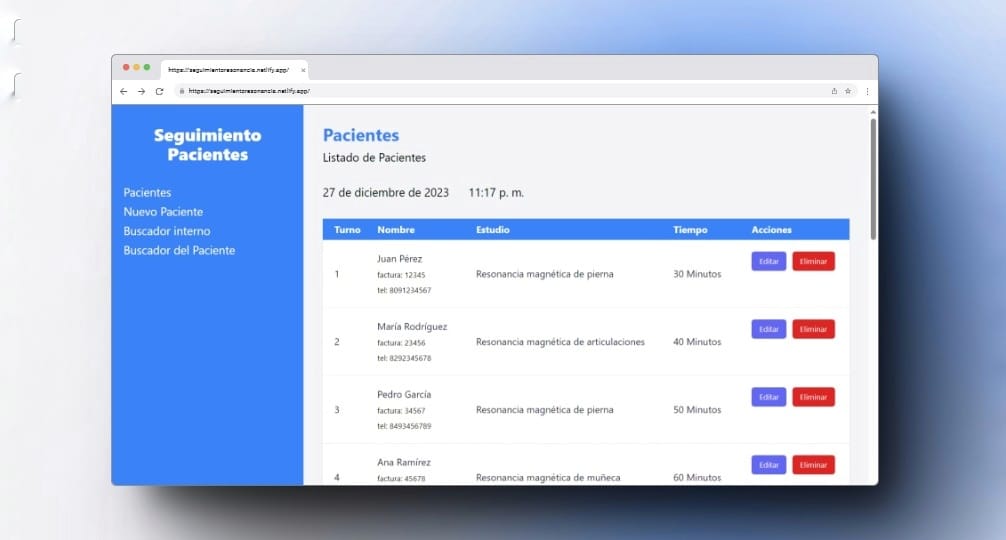 https://seguimientoresonancia.netlify.app/
https://seguimientoresonancia.netlify.app/
Seguimiento
Pacientes
Pacientes
Nuevo Paciente
Buscador interno
Buscador del Paciente
Pacientes
Listado de Pacientes
27 de diciembre de 2023 11:17 p. m.
Turno Nombre Estudio Tiempo Acciones
Juan Pérez
factura: 12345
tel: 8091234567
1 Resonancia magnética de pierna 30 Minutos Editar Eliminar
María Rodríguez
factura: 23456
tel: 8292345678
2 Resonancia magnética de articulaciones 40 Minutos Editar Eliminar
Pedro García
factura: 34567
tel: 8493456789
3 Resonancia magnética de pierna 50 Minutos Editar Eliminar
Ana Ramírez
factura: 45678
4 Resonancia magnética de muñeca 60 Minutos Editar Eliminar